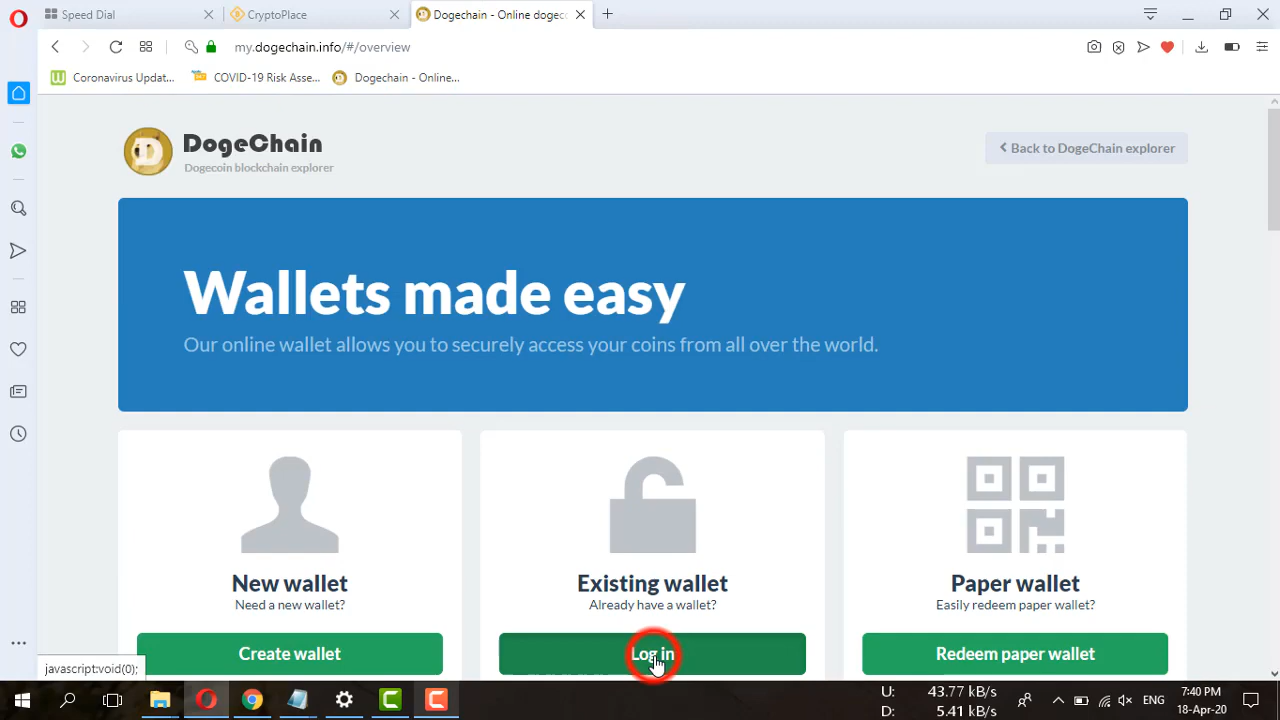 Speed Dial
CryptoPlace
Dogechain - Online dogec
my.dogechain.info/#/overview
Coronavirus Updat...
COVID-19 Risk Asse...
Dogechain - Online...
DogeChain
Dogecoin blockchain explorer
Back to DogeChain explorer
Wallets made easy
Our online wallet allows you to securely access your coins from all over the world.
New wallet
Need a new wallet?
Create wallet
Existing wallet
Already have a wallet?
Log in
Paper wallet
Easily redeem paper wallet?
Redeem paper wallet
javascript:void(0);
U: 43.77 kB/s
D: 5.41 kB/s
ENG
7:40 PM
18-Apr-20